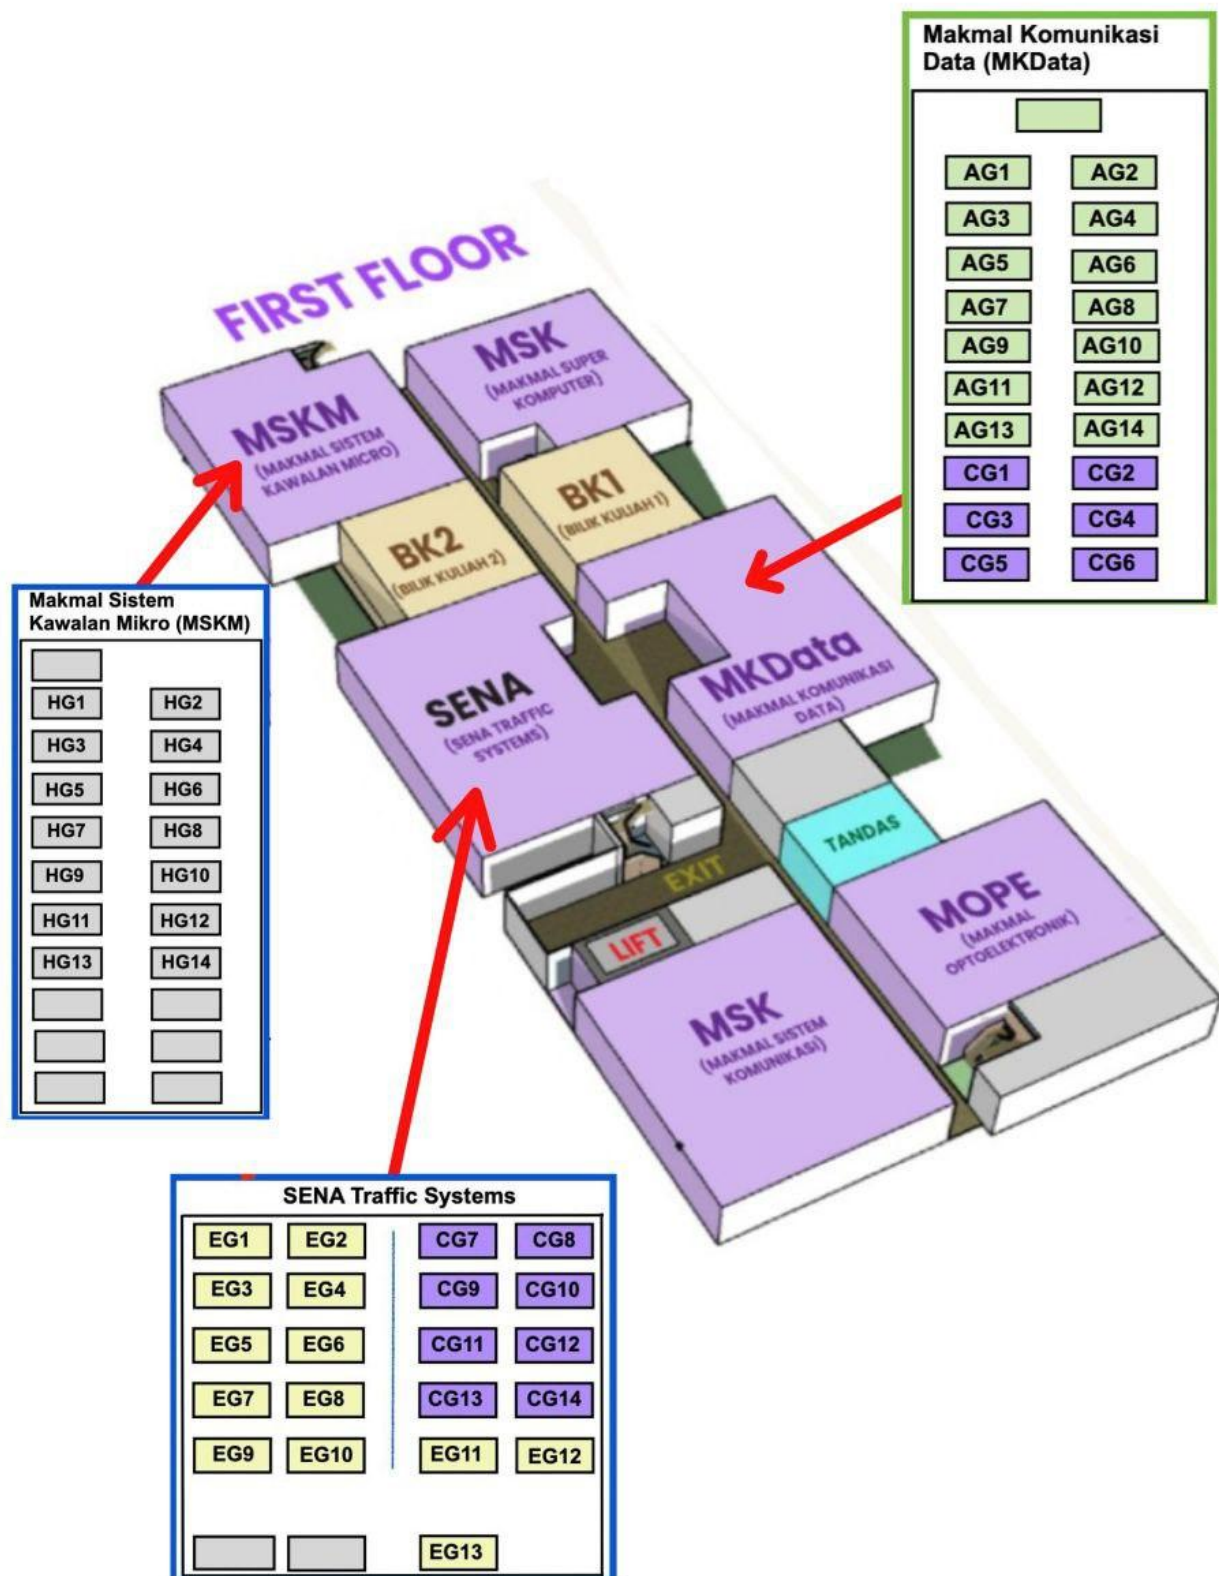 Makmal Komunikasi
Data (MKData)
AG1 AG2
AG3 AG4
AG5 AG6
AG7 AG8
AG9 AG10
AG11 AG12
AG13 AG14
CG1 CG2
CG3 CG4
CG5 CG6
FIRST FLOOR
MSK
(MAKMAL SUPER
KOMPUTER)
MSKM
(MAKMAL SISTEM
KAWALAN MICRO)
BK1
(BILIK KULIAH 1)
BK2
(BILIK KULIAH 2)
SENA
(SENA TRAFFIC
SYSTEMS)
MKData
(MAKMAL KOMUNIKASI
DATA)
TANDAS
EXIT
LIFT
MOPE
(MAKMAL
OPTOELEKTRONIK)
MSK
(MAKMAL SISTEM
KOMUNIKASI)
Makmal Sistem
Kawalan Mikro (MSKM)
HG1 HG2
HG3 HG4
HG5 HG6
HG7 HG8
HG9 HG10
HG11 HG12
HG13 HG14
SENA Traffic Systems
EG1 EG2 CG7 CG8
EG3 EG4 CG9 CG10
EG5 EG6 CG11 CG12
EG7 EG8 CG13 CG14
EG9 EG10 EG11 EG12
EG13